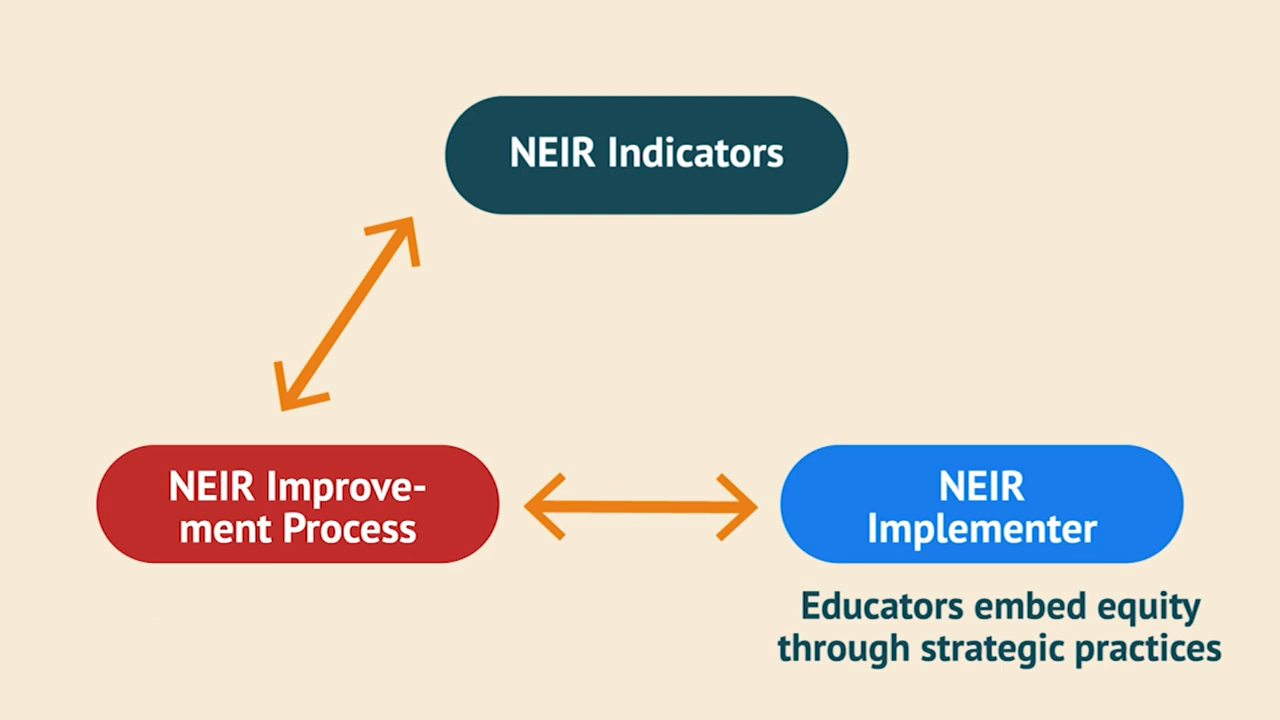 NEIR Indicators
NEIR Improve-
ment Process
NEIR
Implementer
Educators embed equity
through strategic practices